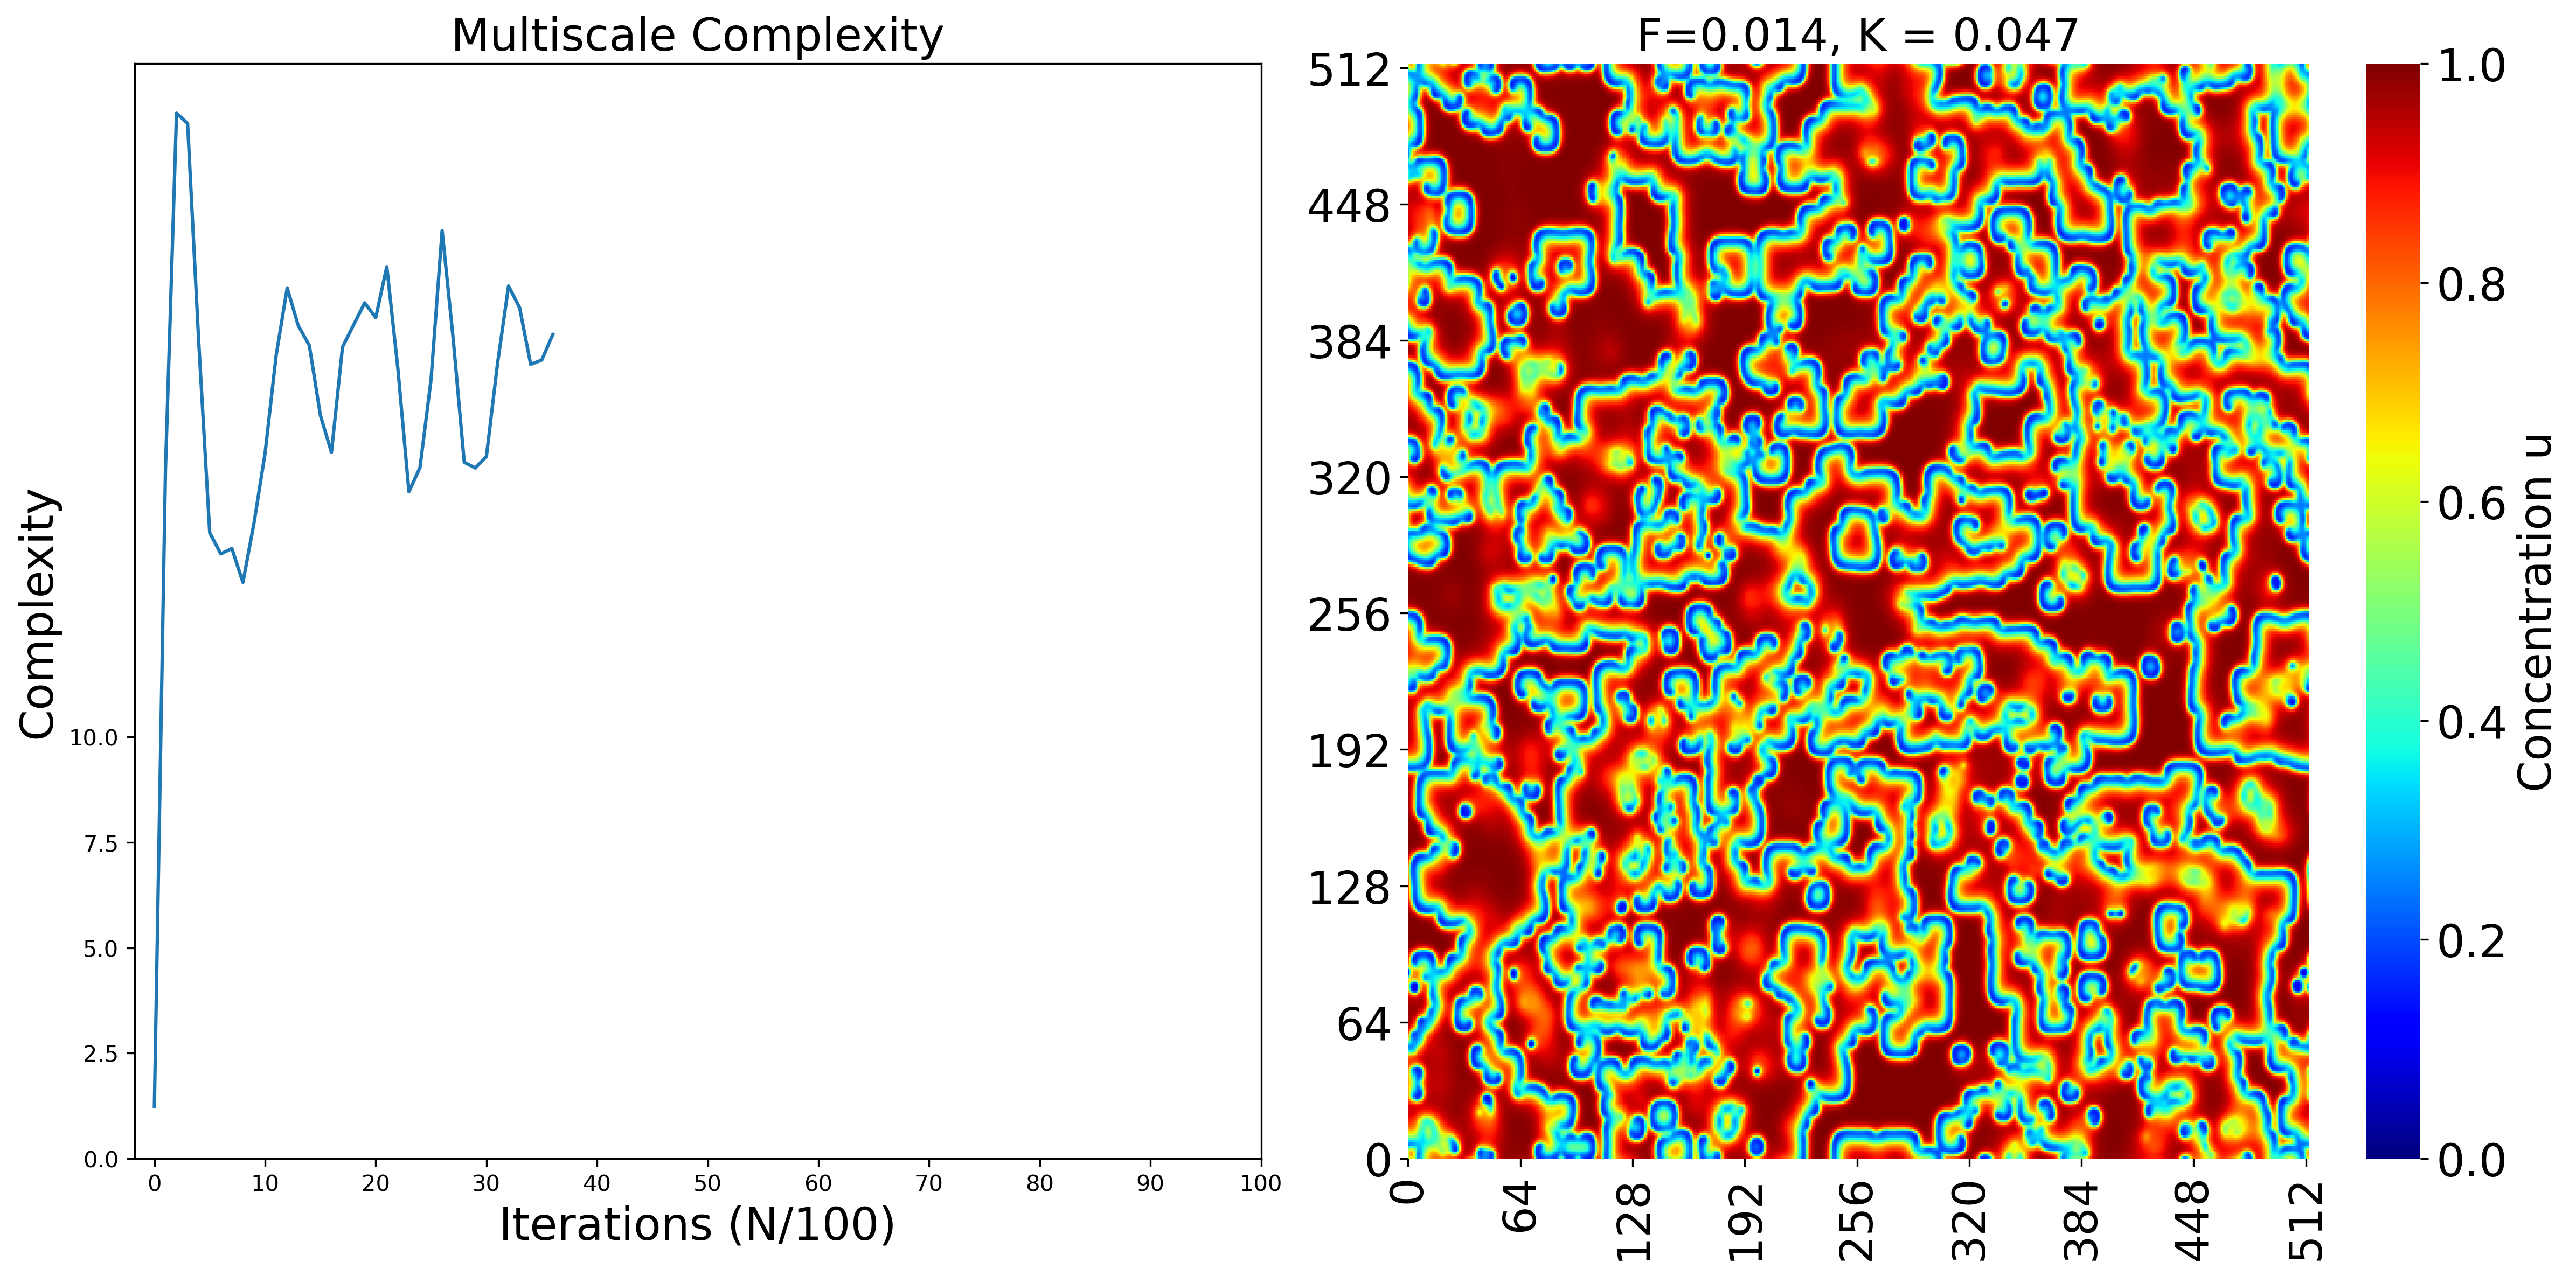 Multiscale Complexity
Complexity
10.0
7.5
5.0
2.5
0.0
0 10 20 30 40 50 60 70 80 90 100
Iterations (N/100)
F=0.014, K = 0.047
512
448
384
320
256
192
128
64
0
0 64 128 192 256 320 384 448 512
1.0
0.8
0.6
0.4
0.2
0.0
Concentration u